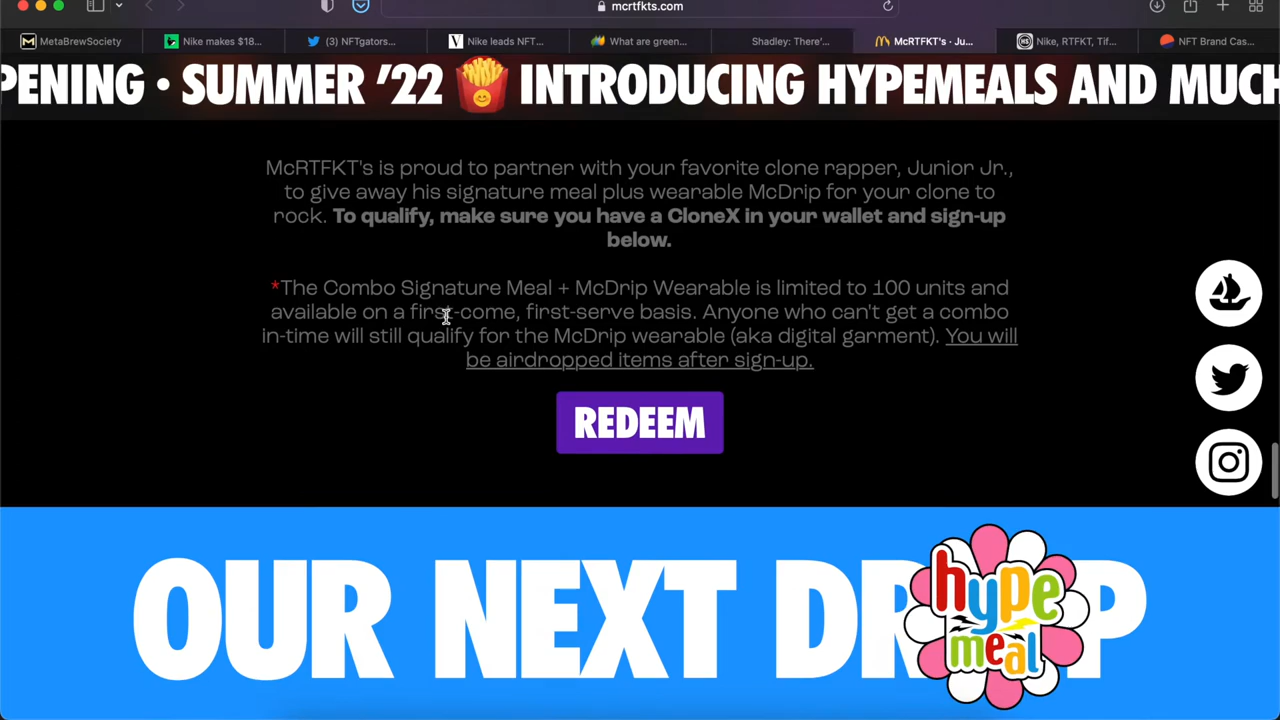 mcrtfkts.com
MetaBrewSociety
Nike makes $18...
(3) NFTgators...
Nike leads NFT...
What are green...
Shadley: There'...
McRTFKT's · Ju...
Nike, RTFKT, Tif...
NFT Brand Cas...
PENING • SUMMER '22 INTRODUCING HYPEMEALS AND MUCH
McRTFKT's is proud to partner with your favorite clone rapper, Junior Jr.,
to give away his signature meal plus wearable McDrip for your clone to
rock. To qualify, make sure you have a CloneX in your wallet and sign-up
below.
*The Combo Signature Meal + McDrip Wearable is limited to 100 units and
available on a first-come, first-serve basis. Anyone who can't get a combo
in-time will still qualify for the McDrip wearable (aka digital garment). You will
be airdropped items after sign-up.
REDEEM
OUR NEXT DR P
hype
meal